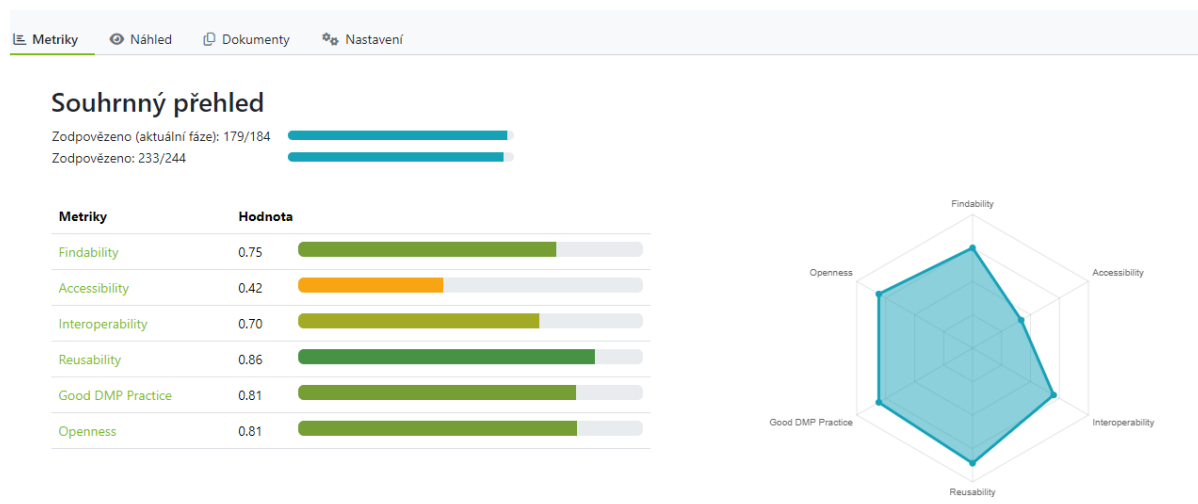 Metriky Náhled Dokumenty Nastavení
Souhrnný přehled
Zodpovězeno (aktuální fáze): 179/184
Zodpovězeno: 233/244
Metriky Hodnota
Findability 0.75
Accessibility 0.42
Interoperability 0.70
Reusability 0.86
Good DMP Practice 0.81
Openness 0.81
Findability
Openness Accessibility
Good DMP Practice Interoperability
Reusability